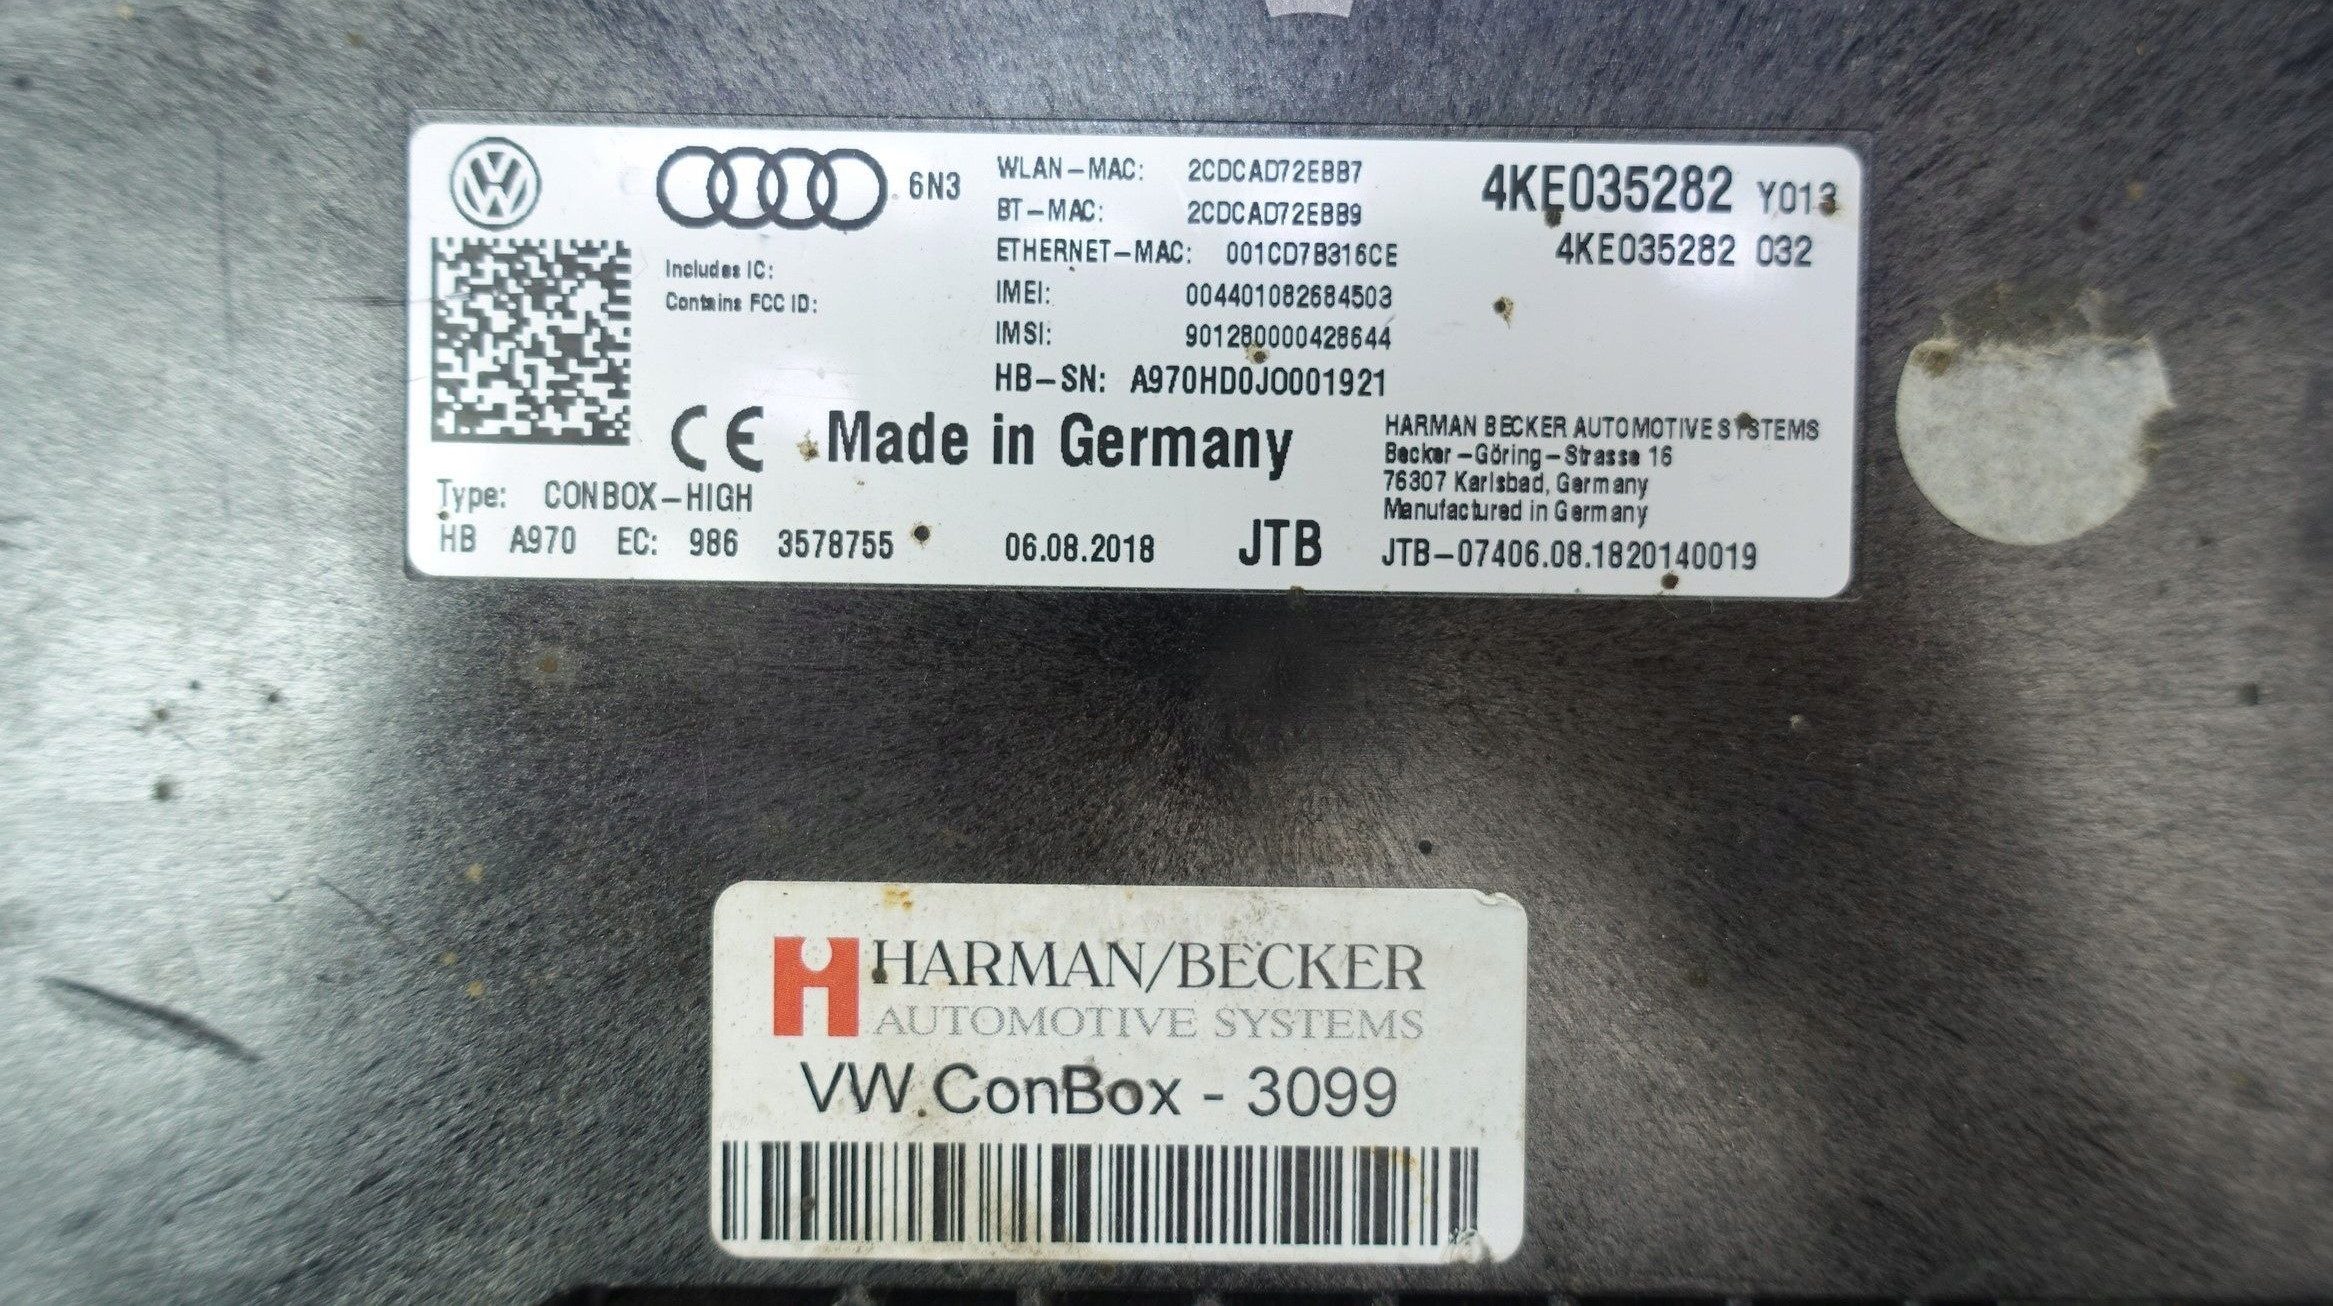 6N3
WLAN-MAC: 2CDCAD72EBB7
BT-MAC: 2CDCAD72EBB9
ETHERNET-MAC: 001CD7B316CE
IMEI: 004401082684503
IMSI: 901280000428644
HB-SN: A970HD0JO001921
4KE035282 Y013
4KE035282 032
Includes IC:
Contains FCC ID:
CE Made in Germany
HARMAN BECKER AUTOMOTIVE SYSTEMS
Becker-Göring-Strasse 16
76307 Karlsbad, Germany
Manufactured in Germany
Type: CONBOX-HIGH
HB A970 EC: 986 3578755 06.08.2018 JTB JTB-07406.08.1820140019
HARMAN/BECKER
AUTOMOTIVE SYSTEMS
VW ConBox - 3099